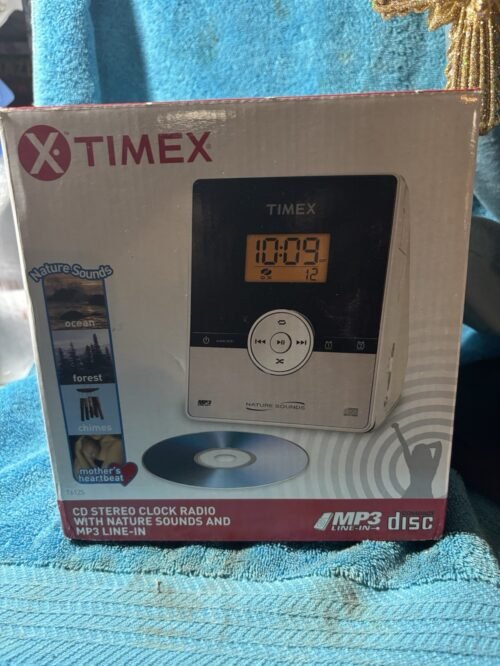 X TIMEX
TIMEX
10:09
12
Nature Sounds
ocean
forest
chimes
mother's
heartbeat
MP3
NATURE SOUNDS
CD STEREO CLOCK RADIO
WITH NATURE SOUNDS AND
MP3 LINE-IN
MP3
LINE-IN
disc